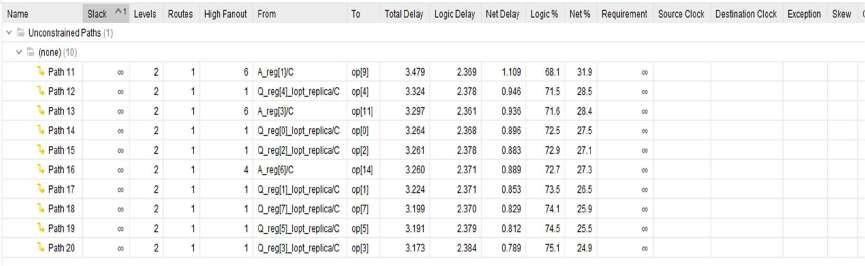 Name Slack ^1 Levels Routes High Fanout From To Total Delay Logic Delay Net Delay Logic % Net % Requirement Source Clock Destination Clock Exception Skew
Unconstrained Paths (1)
(none) (10)
Path 11 ∞ 2 1 6 A_reg[1]/C op[9] 3.479 2.369 1.109 68.1 31.9 ∞
Path 12 ∞ 2 1 1 Q_reg[4]_lopt_replica/C op[4] 3.324 2.378 0.946 71.5 28.5 ∞
Path 13 ∞ 2 1 6 A_reg[3]/C op[11] 3.297 2.361 0.936 71.6 28.4 ∞
Path 14 ∞ 2 1 1 Q_reg[0]_lopt_replica/C op[0] 3.264 2.368 0.896 72.5 27.5 ∞
Path 15 ∞ 2 1 1 Q_reg[2]_lopt_replica/C op[2] 3.261 2.378 0.883 72.9 27.1 ∞
Path 16 ∞ 2 1 4 A_reg[6]/C op[14] 3.260 2.371 0.889 72.7 27.3 ∞
Path 17 ∞ 2 1 1 Q_reg[1]_lopt_replica/C op[1] 3.224 2.371 0.853 73.5 26.5 ∞
Path 18 ∞ 2 1 1 Q_reg[7]_lopt_replica/C op[7] 3.199 2.370 0.829 74.1 25.9 ∞
Path 19 ∞ 2 1 1 Q_reg[5]_lopt_replica/C op[5] 3.191 2.379 0.812 74.5 25.5 ∞
Path 20 ∞ 2 1 1 Q_reg[3]_lopt_replica/C op[3] 3.173 2.384 0.789 75.1 24.9 ∞